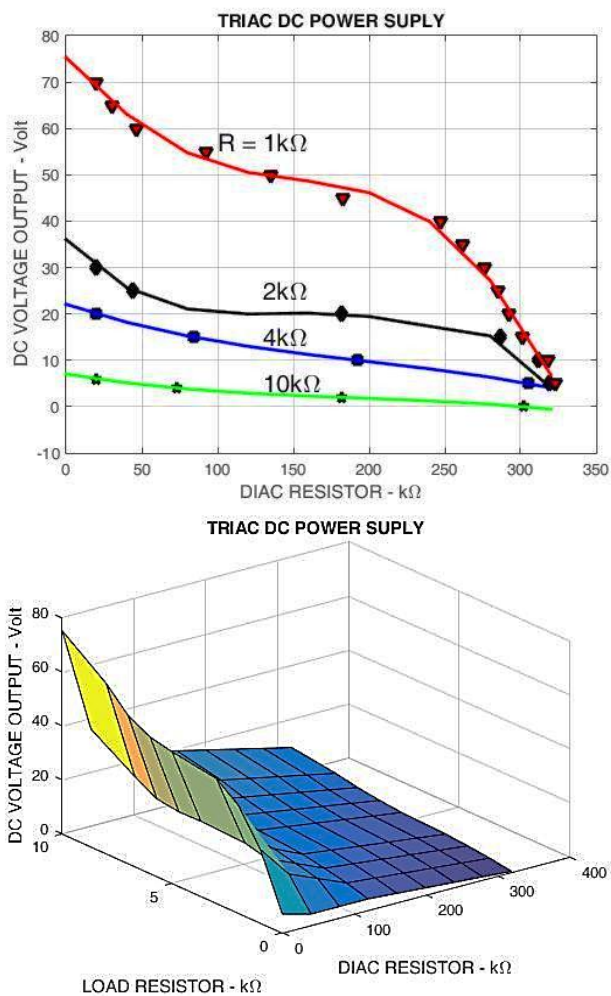 TRIAC DC POWER SUPLY
80
70
60
50
40
30
20
10
0
-10
DC VOLTAGE OUTPUT - Volt
R = 1kΩ
2kΩ
4kΩ
10kΩ
0 50 100 150 200 250 300 350
DIAC RESISTOR - kΩ
TRIAC DC POWER SUPLY
80
60
40
20
0
DC VOLTAGE OUTPUT - Volt
10
5
0
LOAD RESISTOR - kΩ
0
100
200
300
400
DIAC RESISTOR - kΩ